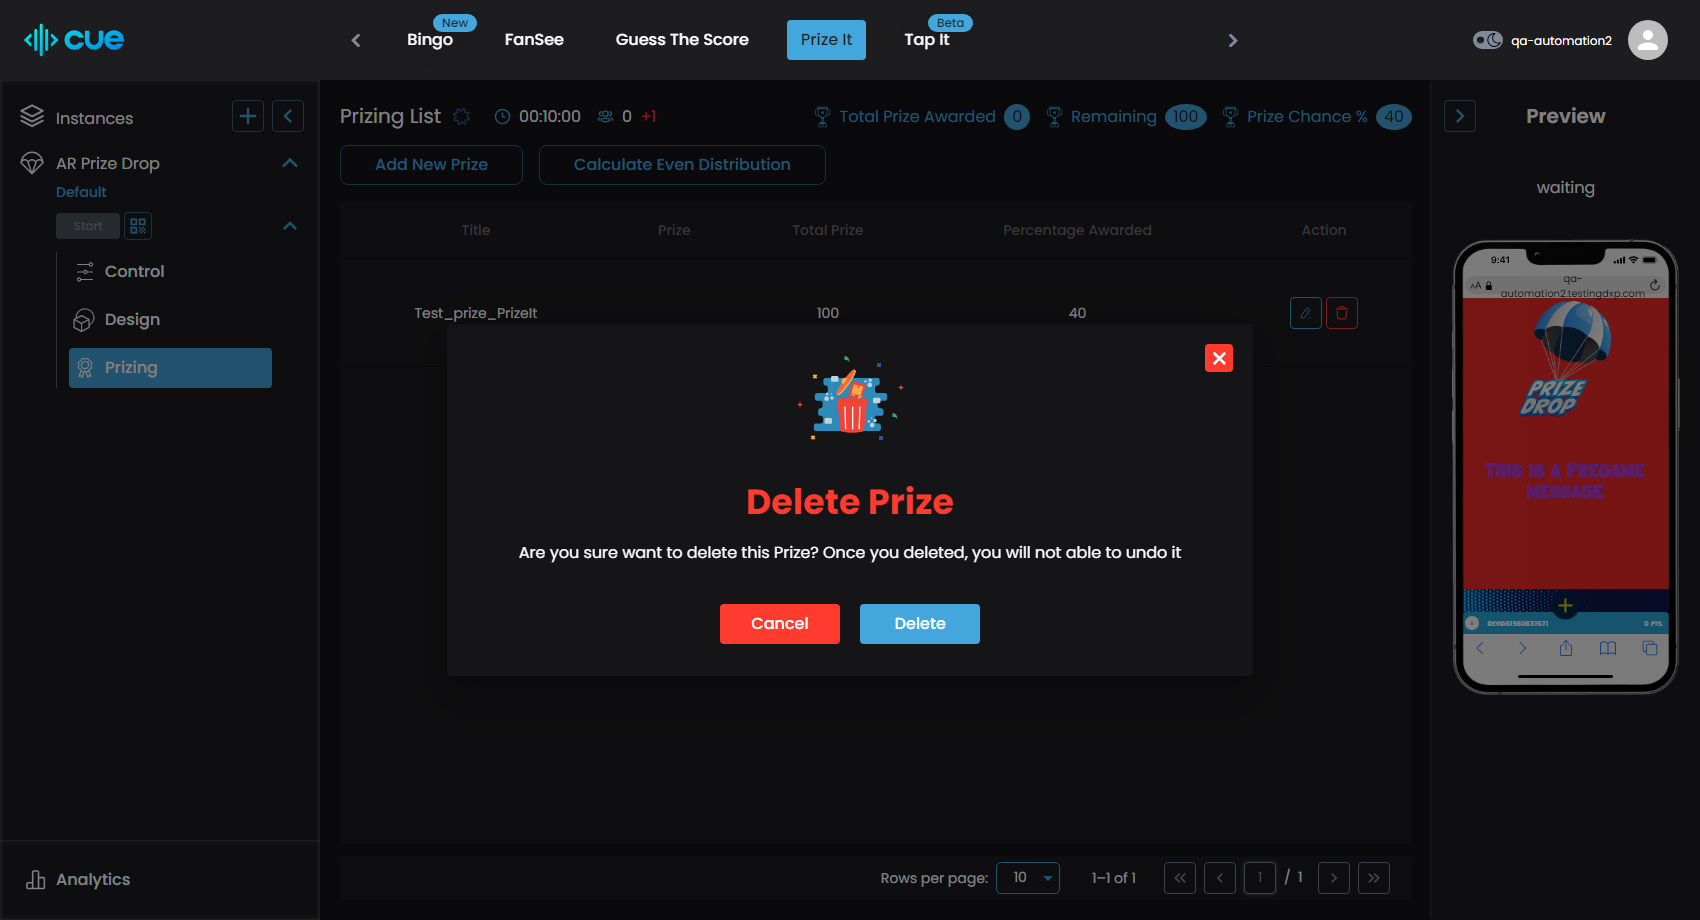 cue
New
Bingo
FanSee
Guess The Score
Prize It
Beta
Tap It
qa-automation2
Instances
AR Prize Drop
Default
Start
Control
Design
Prizing
Analytics
Prizing List
00:10:00
0 +1
Total Prize Awarded 0
Remaining 100
Prize Chance % 40
Add New Prize
Calculate Even Distribution
Title Prize Total Prize Percentage Awarded Action
Test_prize_PrizeIt 100 40
Delete Prize
Are you sure want to delete this Prize? Once you deleted, you will not able to undo it
Cancel
Delete
Rows per page: 10 1–1 of 1 1 / 1
Preview
waiting
9:41
AA
qa-
automation2.testingdxp.com
PRIZE
DROP
This is a Pregame
message
0 PTS.